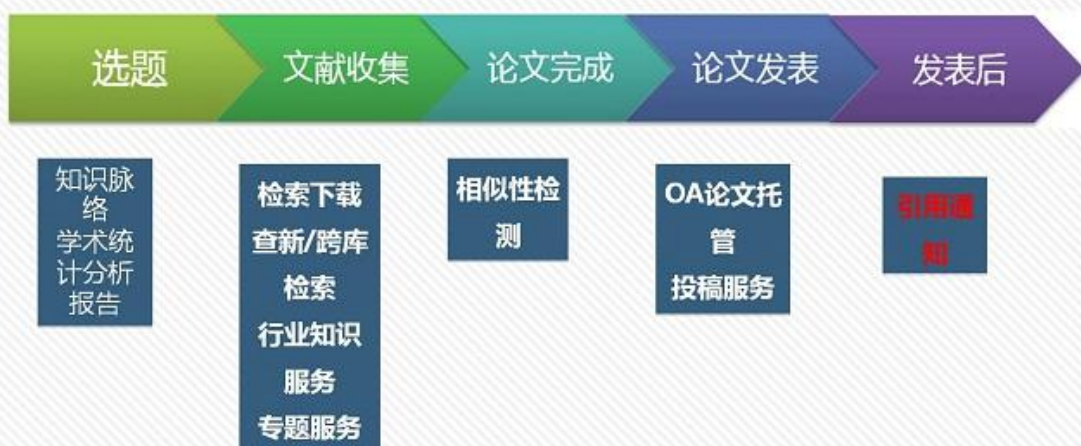 选题
文献收集
论文完成
论文发表
发表后
知识脉
络
学术统
计分析
报告
检索下载
查新/跨库
检索
行业知识
服务
专题服务
相似性检
测
OA论文托
管
投稿服务
引用通
知